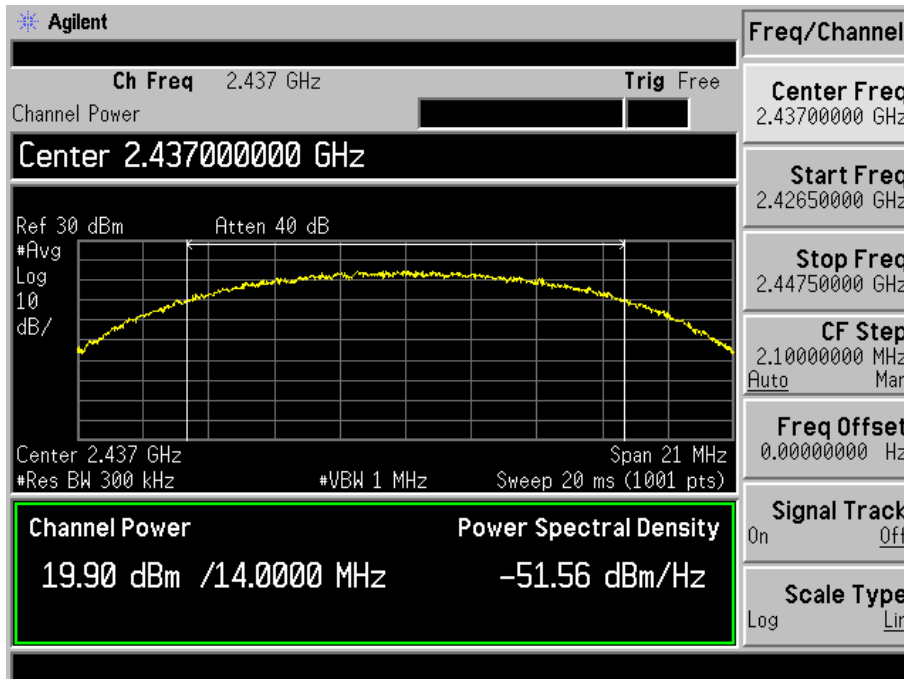 Agilent
Freq/Channel
Ch Freq 2.437 GHz Trig Free
Channel Power
Center 2.437000000 GHz
Ref 30 dBm Atten 40 dB
#Avg
Log
10
dB/
Center 2.437 GHz Span 21 MHz
#Res BW 300 kHz #VBW 1 MHz Sweep 20 ms (1001 pts)
Channel Power Power Spectral Density
19.90 dBm /14.0000 MHz -51.56 dBm/Hz
Center Freq
2.43700000 GHz
Start Freq
2.42650000 GHz
Stop Freq
2.44750000 GHz
CF Step
2.10000000 MHz
Auto Man
Freq Offset
0.00000000 Hz
Signal Track
On Off
Scale Type
Log Lin